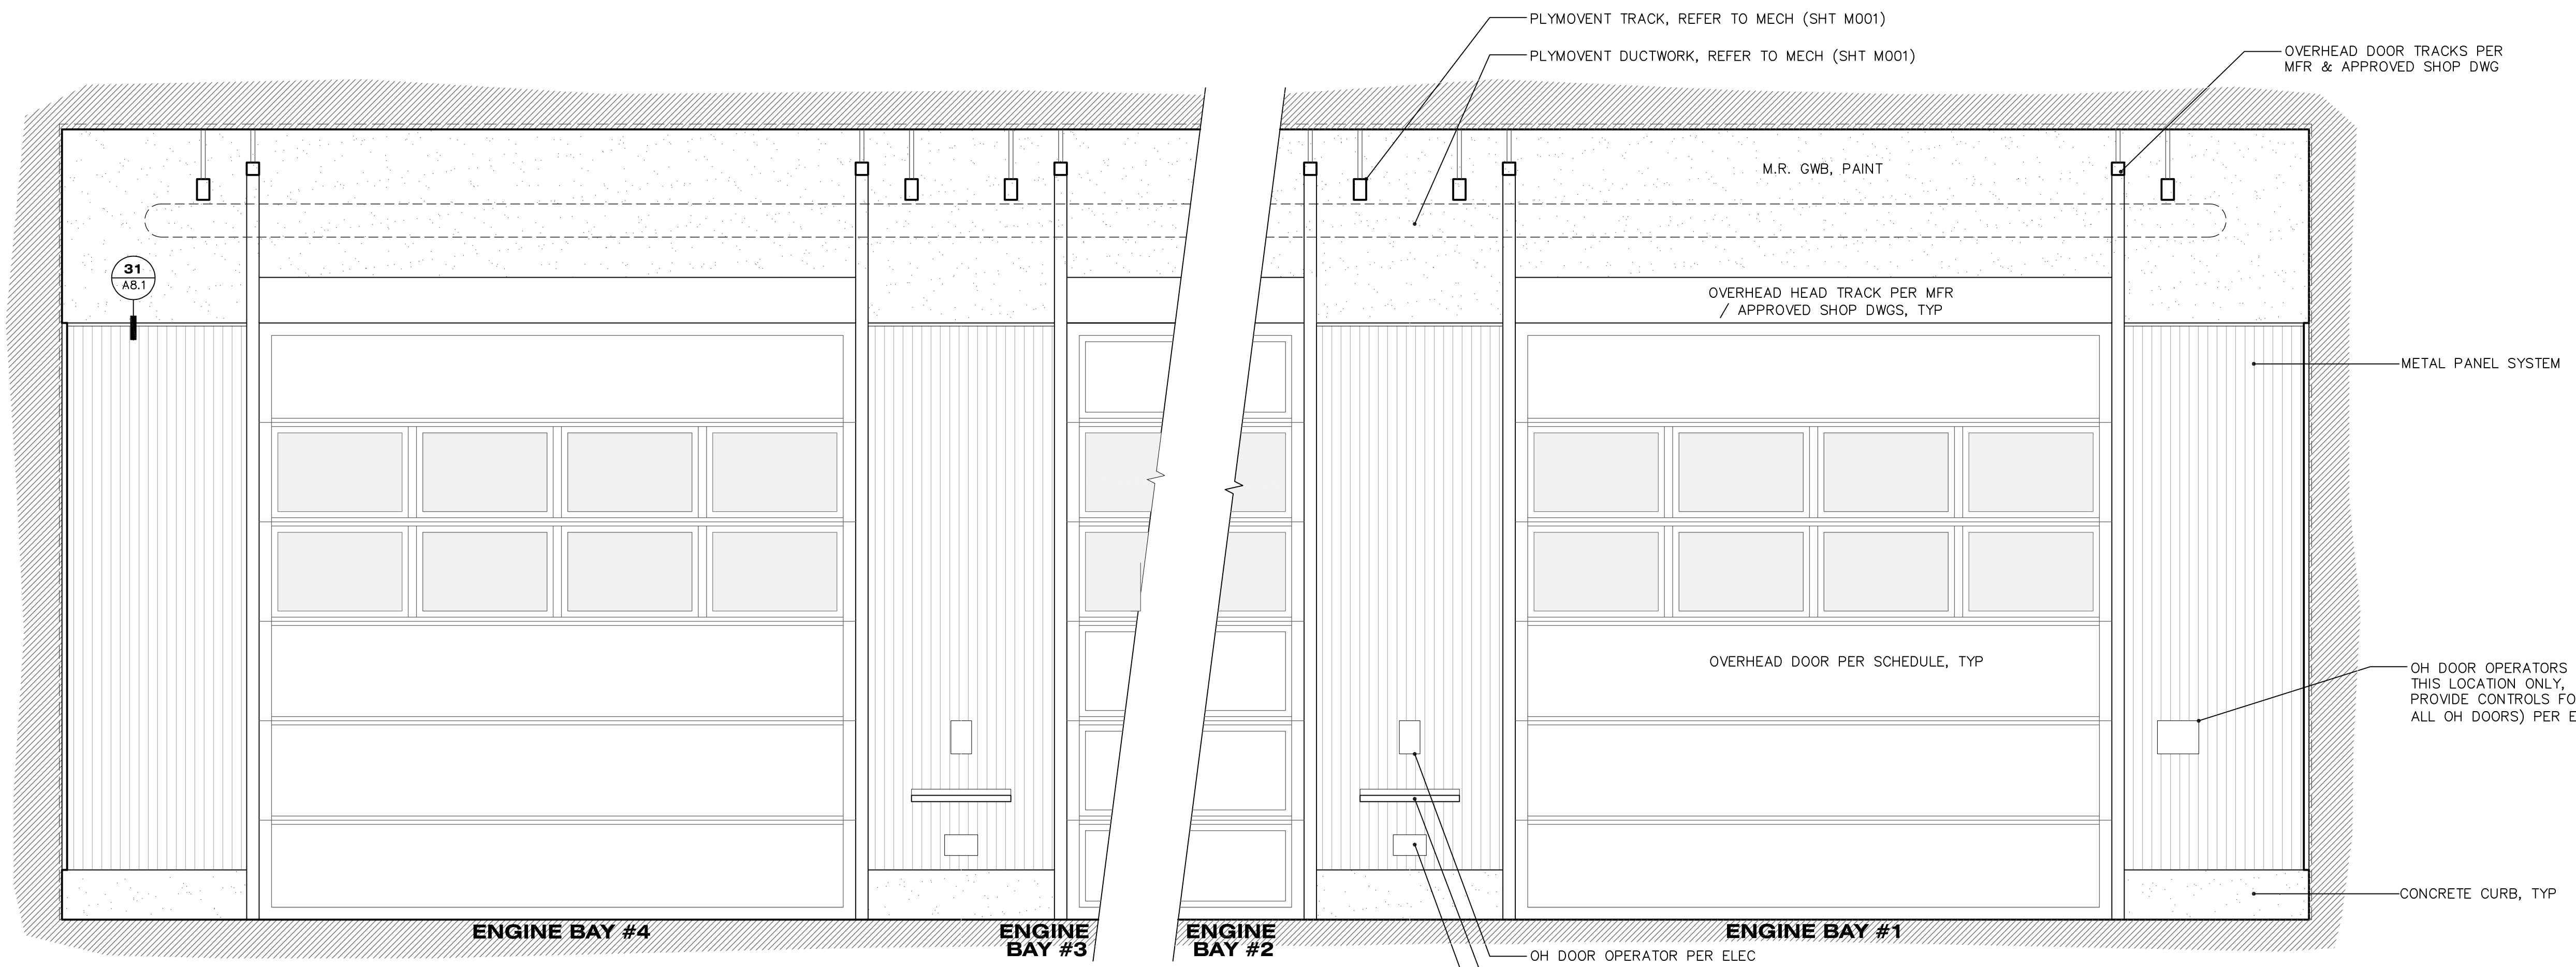 PLYMOVENT TRACK, REFER TO MECH (SHT M001)
PLYMOVENT DUCTWORK, REFER TO MECH (SHT M001)
OVERHEAD DOOR TRACKS PER
MFR & APPROVED SHOP DWG
M.R. GWB, PAINT
31
A8.1
OVERHEAD HEAD TRACK PER MFR
/ APPROVED SHOP DWGS, TYP
METAL PANEL SYSTEM
OVERHEAD DOOR PER SCHEDULE, TYP
OH DOOR OPERATORS
THIS LOCATION ONLY,
PROVIDE CONTROLS FO
ALL OH DOORS) PER E
CONCRETE CURB, TYP
ENGINE BAY #4
ENGINE
BAY #3
ENGINE
BAY #2
ENGINE BAY #1
OH DOOR OPERATOR PER ELEC